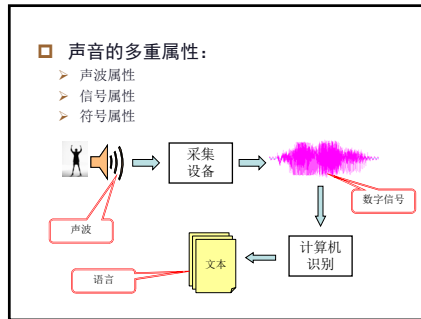 声音的多重属性：
声波属性
信号属性
符号属性
采集
设备
数字信号
声波
计算机
识别
文本
语言